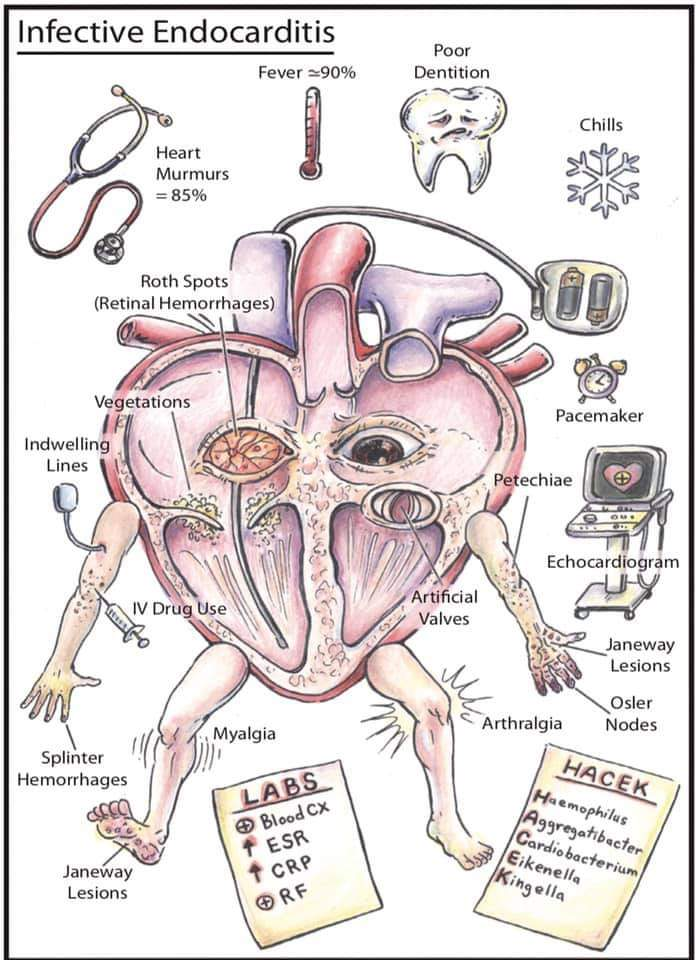 Infective Endocarditis
Fever ≃90%
Poor
Dentition
Chills
Heart
Murmurs
= 85%
Roth Spots
(Retinal Hemorrhages)
Vegetations
Pacemaker
Indwelling
Lines
Petechiae
Echocardiogram
IV Drug Use
Artificial
Valves
Janeway
Lesions
Osler
Nodes
Myalgia
Arthralgia
Splinter
Hemorrhages
Janeway
Lesions
LABS
⊕ Blood CX
↑ ESR
↑ CRP
⊕ RF
HACEK
Haemophilus
Aggregatibacter
Cardiobacterium
Eikenella
Kingella